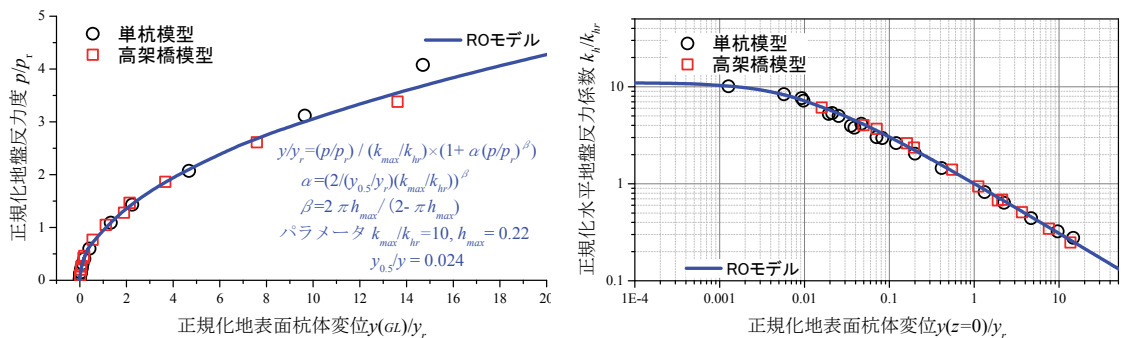 正規化地盤反力度 p/pr
5
4
3
2
1
0
単杭模型
高架橋模型
ROモデル
y/yr=(p/pr) / (kmax/khr)×(1+ α(p/pr)^β)
α=(2/(y0.5/yr)(kmax/khr))^β
β=2 πhmax/ (2- πhmax)
パラメータ kmax/khr=10, hmax= 0.22
y0.5/y = 0.024
0 2 4 6 8 10 12 14 16 18 20
正規化地表面杭体変位y(GL)/yr
正規化水平地盤反力係数 kh/khr
100
10
1
0.1
単杭模型
高架橋模型
ROモデル
1E-4 0.001 0.01 0.1 1 10
正規化地表面杭体変位y(z=0)/yr